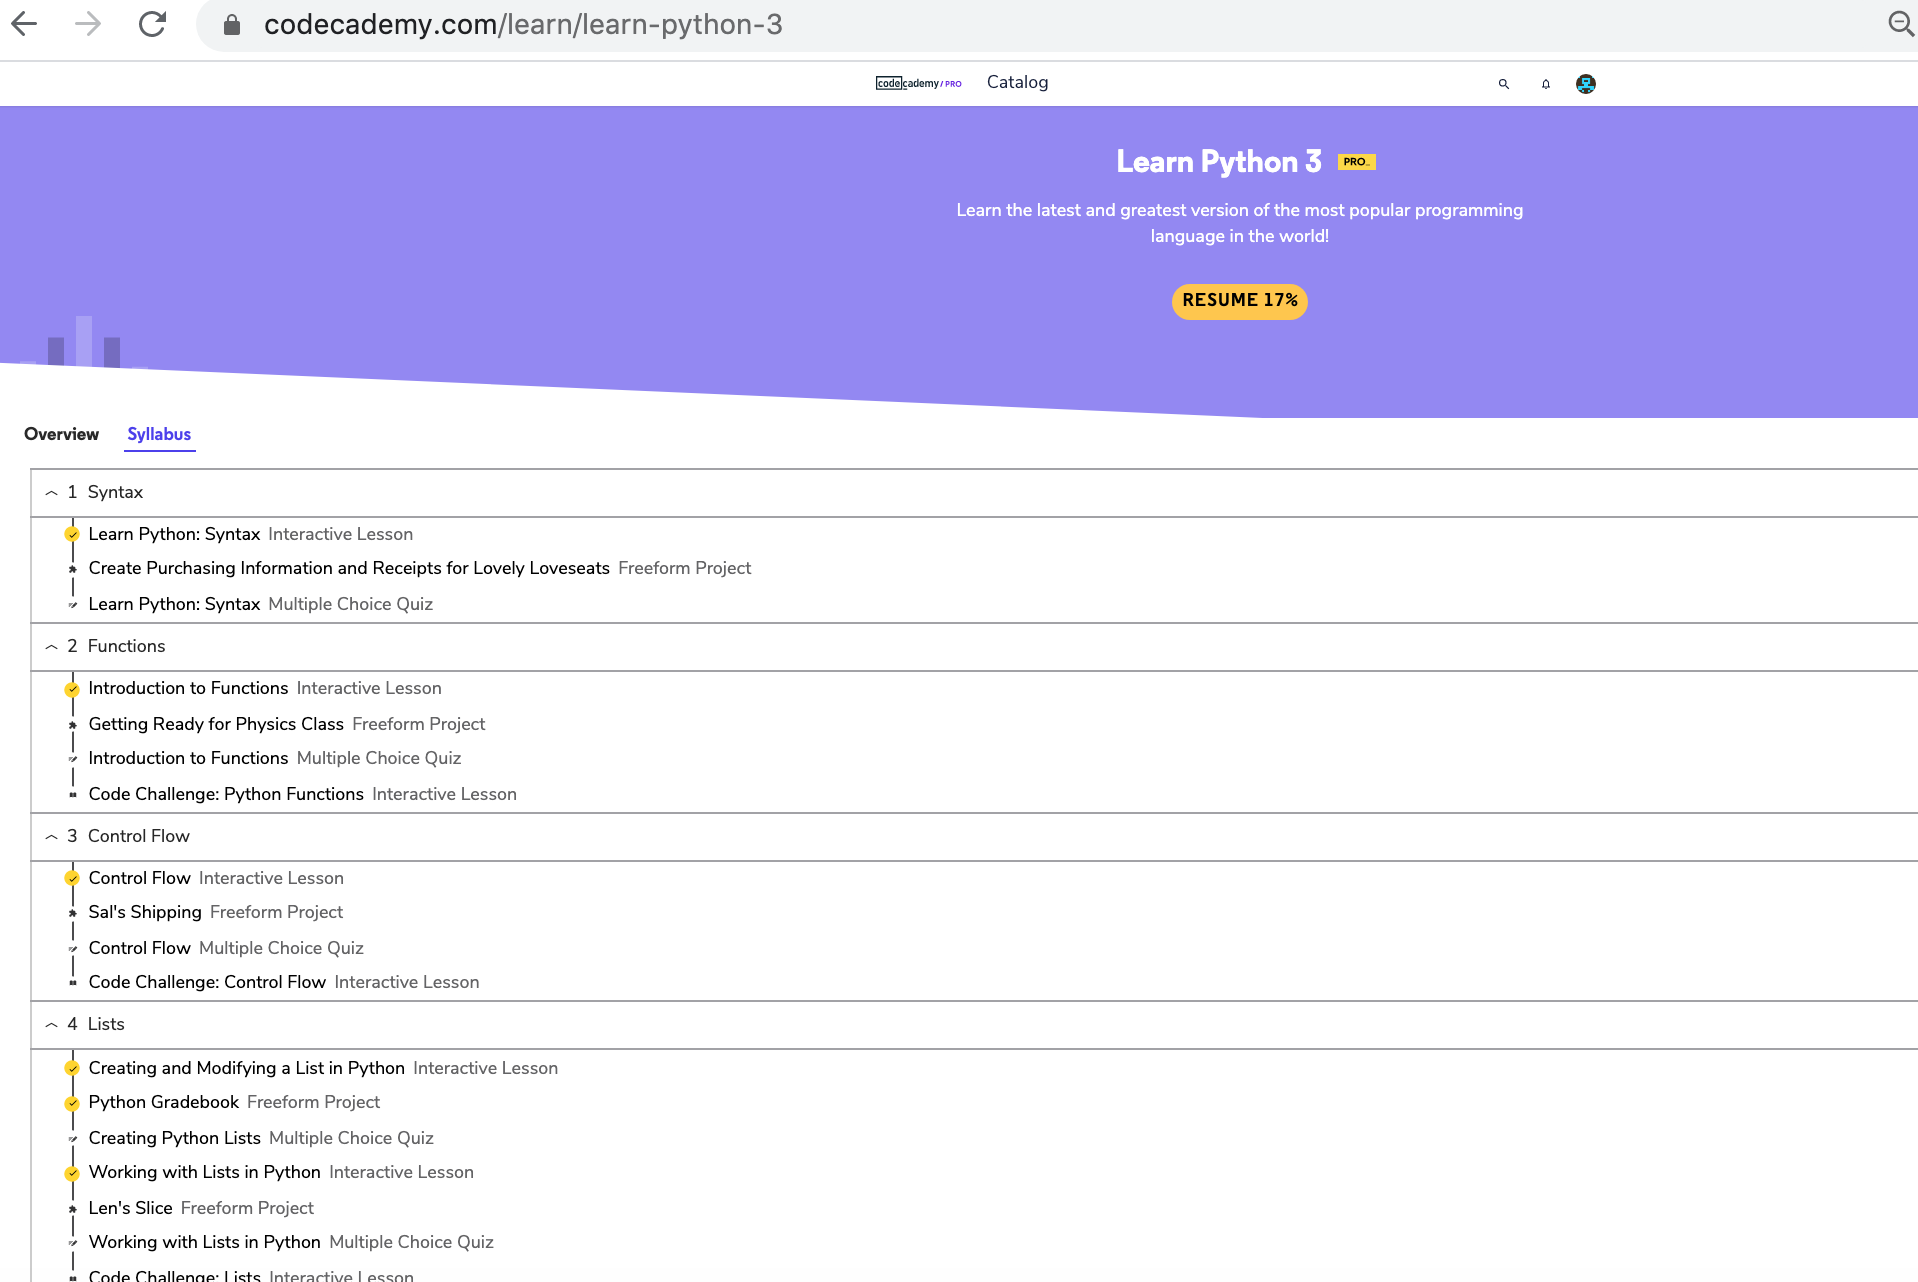 codecademy.com/learn/learn-python-3
codecademy/PRO Catalog
Learn Python 3 PRO_
Learn the latest and greatest version of the most popular programming
language in the world!
RESUME 17%
Overview Syllabus
1 Syntax
Learn Python: Syntax Interactive Lesson
Create Purchasing Information and Receipts for Lovely Loveseats Freeform Project
Learn Python: Syntax Multiple Choice Quiz
2 Functions
Introduction to Functions Interactive Lesson
Getting Ready for Physics Class Freeform Project
Introduction to Functions Multiple Choice Quiz
Code Challenge: Python Functions Interactive Lesson
3 Control Flow
Control Flow Interactive Lesson
Sal's Shipping Freeform Project
Control Flow Multiple Choice Quiz
Code Challenge: Control Flow Interactive Lesson
4 Lists
Creating and Modifying a List in Python Interactive Lesson
Python Gradebook Freeform Project
Creating Python Lists Multiple Choice Quiz
Working with Lists in Python Interactive Lesson
Len's Slice Freeform Project
Working with Lists in Python Multiple Choice Quiz
Code Challenge: Lists Interactive Lesson